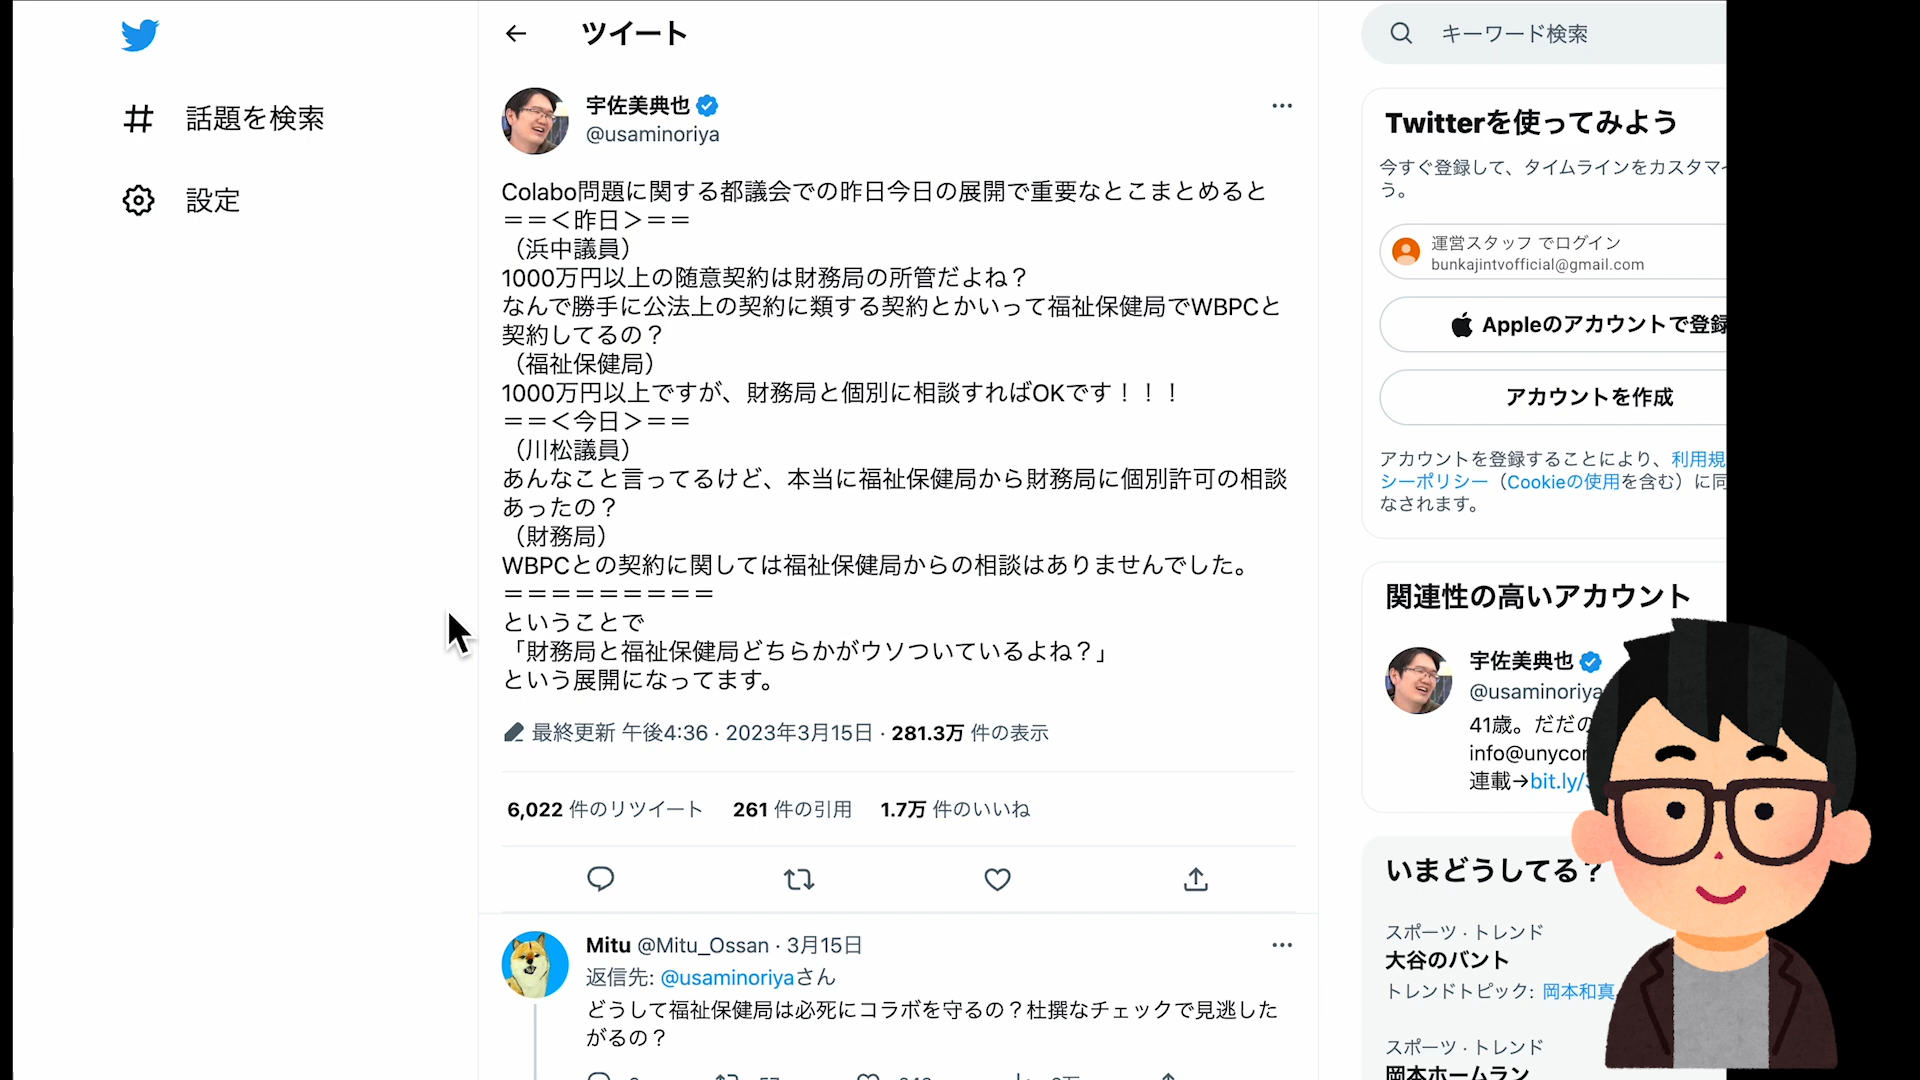 ツイート
キーワード検索
話題を検索
設定
宇佐美典也
@usaminoriya
Colabo問題に関する都議会での昨日今日の展開で重要なとこまとめると
＝＝＜昨日＞＝＝
（浜中議員）
1000万円以上の随意契約は財務局の所管だよね？
なんで勝手に公法上の契約に類する契約とかいって福祉保健局でWBPCと
契約してるの？
（福祉保健局）
1000万円以上ですが、財務局と個別に相談すればOKです！！！
＝＝＜今日＞＝＝
（川松議員）
あんなこと言ってるけど、本当に福祉保健局から財務局に個別許可の相談
あったの？
（財務局）
WBPCとの契約に関しては福祉保健局からの相談はありませんでした。
＝＝＝＝＝＝＝＝＝
ということで
「財務局と福祉保健局どちらかがウソついているよね？」
という展開になってます。
最終更新 午後4:36 · 2023年3月15日 · 281.3万 件の表示
6,022 件のリツイート 261 件の引用 1.7万 件のいいね
Mitu @Mitu_Ossan · 3月15日
返信先: @usaminoriyaさん
どうして福祉保健局は必死にコラボを守るの？杜撰なチェックで見逃した
がるの？
Twitterを使ってみよう
今すぐ登録して、タイムラインをカスタマイ
う。
運営スタッフ でログイン
bunkajintvofficial@gmail.com
Appleのアカウントで登録
アカウントを作成
アカウントを登録することにより、利用規
シーポリシー（Cookieの使用を含む）に同
なされます。
関連性の高いアカウント
宇佐美典也
@usaminoriya
41歳。だだの
info@unycor
連載→bit.ly/
いまどうしてる？
スポーツ · トレンド
大谷のバント
トレンドトピック: 岡本和真
スポーツ · トレンド
岡本ホームラン